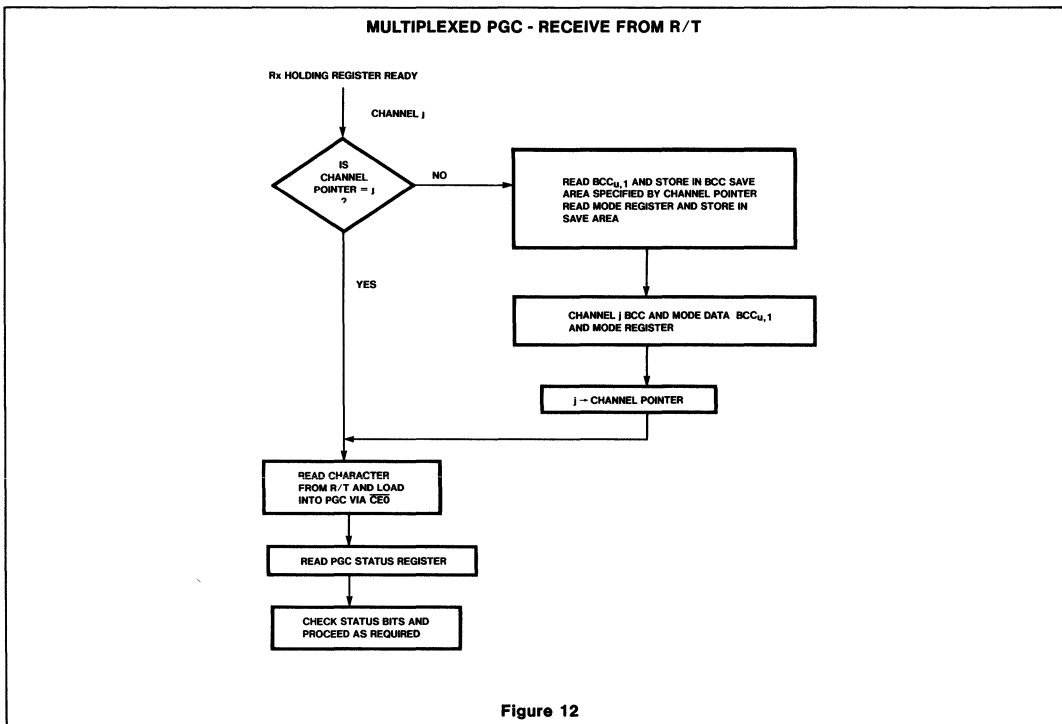 MULTIPLEXED PGC - RECEIVE FROM R/T
Rx HOLDING REGISTER READY
CHANNEL j
IS
CHANNEL
POINTER = j
?
NO
READ BCCu,1 AND STORE IN BCC SAVE
AREA SPECIFIED BY CHANNEL POINTER
READ MODE REGISTER AND STORE IN
SAVE AREA
YES
CHANNEL j BCC AND MODE DATA BCCu,1
AND MODE REGISTER
j → CHANNEL POINTER
READ CHARACTER
FROM R/T AND LOAD
INTO PGC VIA C̅E̅0̅
READ PGC STATUS REGISTER
CHECK STATUS BITS AND
PROCEED AS REQUIRED
Figure 12